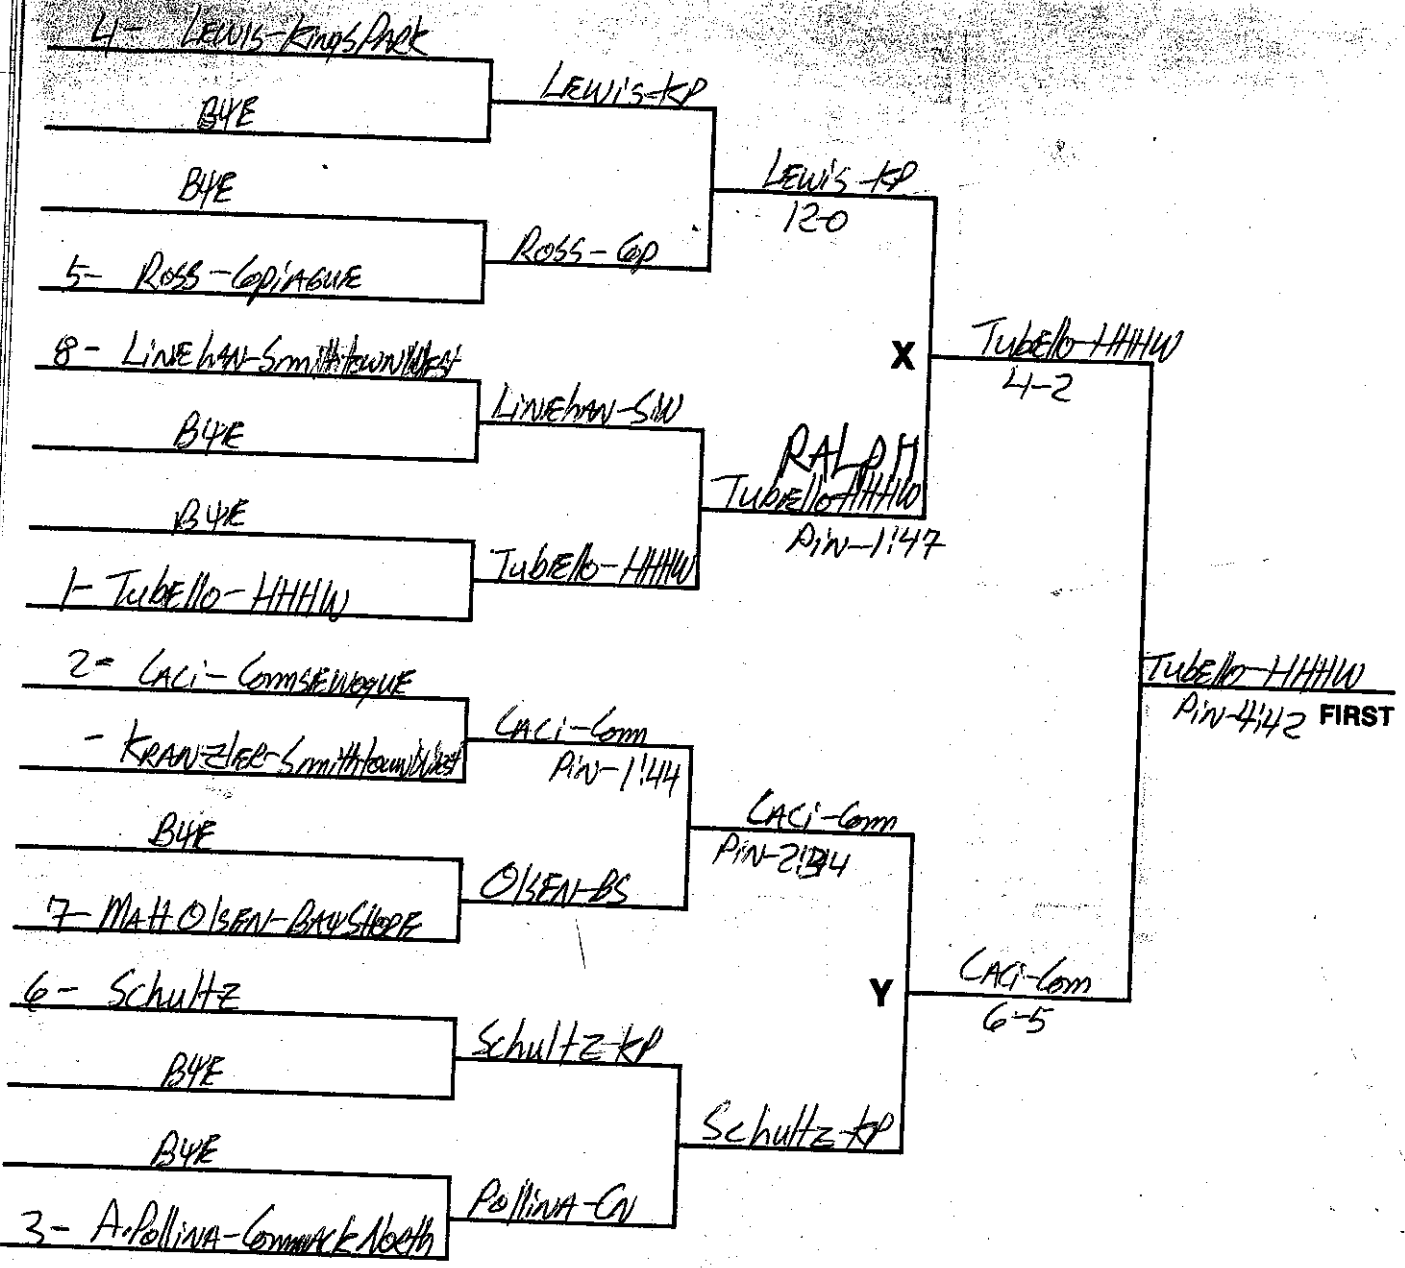 4- Lewis-Kings Park
BYE
BYE
5- Ross-Copiague
8- Linehan-Smithtown West
BYE
BYE
1- Tubello-HHHW
2- Caci-Comsewogue
- Kranzler-Smithtown West
BYE
7- Matt Olsen-Bayshore
6- Schultz
BYE
BYE
3- A. Pollina-Commack North
Lewis-KP
Ross-Cop
Linehan-SW
Tubello-HHHW
Caci-Comm
Pin-1:44
Olsen-BS
Schultz-KP
Pollina-CN
Lewis-KP
12-0
RALPH
Tubello-HHHW
Pin-1:47
Caci-Comm
Schultz-KP
X
Y
Tubello-HHHW
4-2
Caci-Com
6-5
Tubello-HHHW
Pin-4:42 FIRST